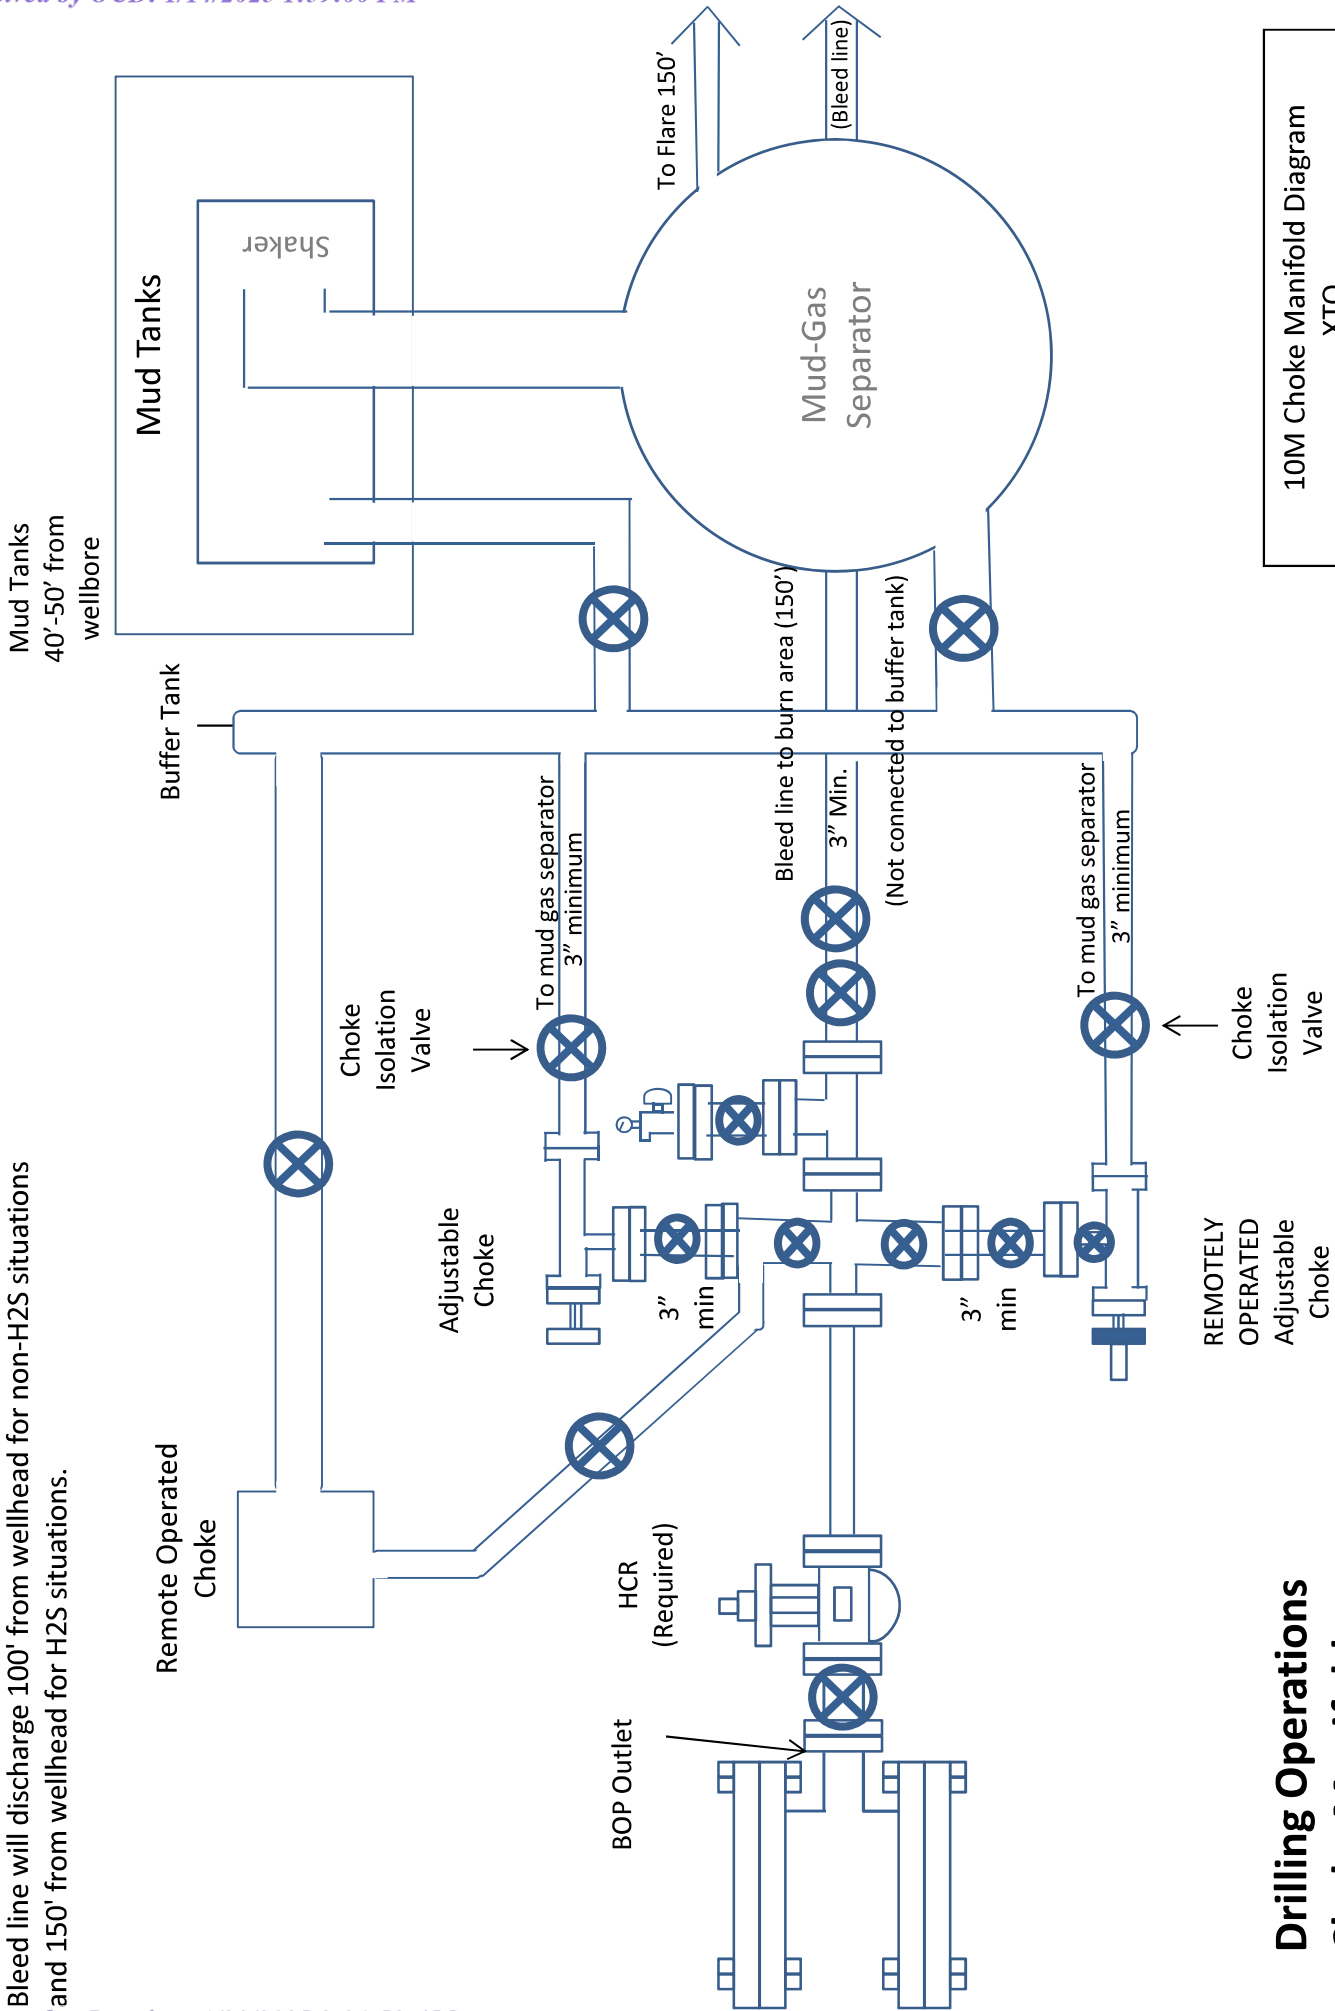 Bleed line will discharge 100' from wellhead for non-H2S situations
and 150' from wellhead for H2S situations.
Mud Tanks
40’-50’ from
wellbore
Mud Tanks
Shaker
Buffer Tank
Remote Operated
Choke
Choke
Isolation
Valve
Adjustable
Choke
To mud gas separator
3” minimum
To Flare 150’
(Bleed line)
Mud-Gas
Separator
HCR
(Required)
BOP Outlet
3”
min
Bleed line to burn area (150’)
3” Min.
(Not connected to buffer tank)
3”
min
To mud gas separator
3” minimum
REMOTELY
OPERATED
Adjustable
Choke
Choke
Isolation
Valve
10M Choke Manifold Diagram
XTO
Drilling Operations